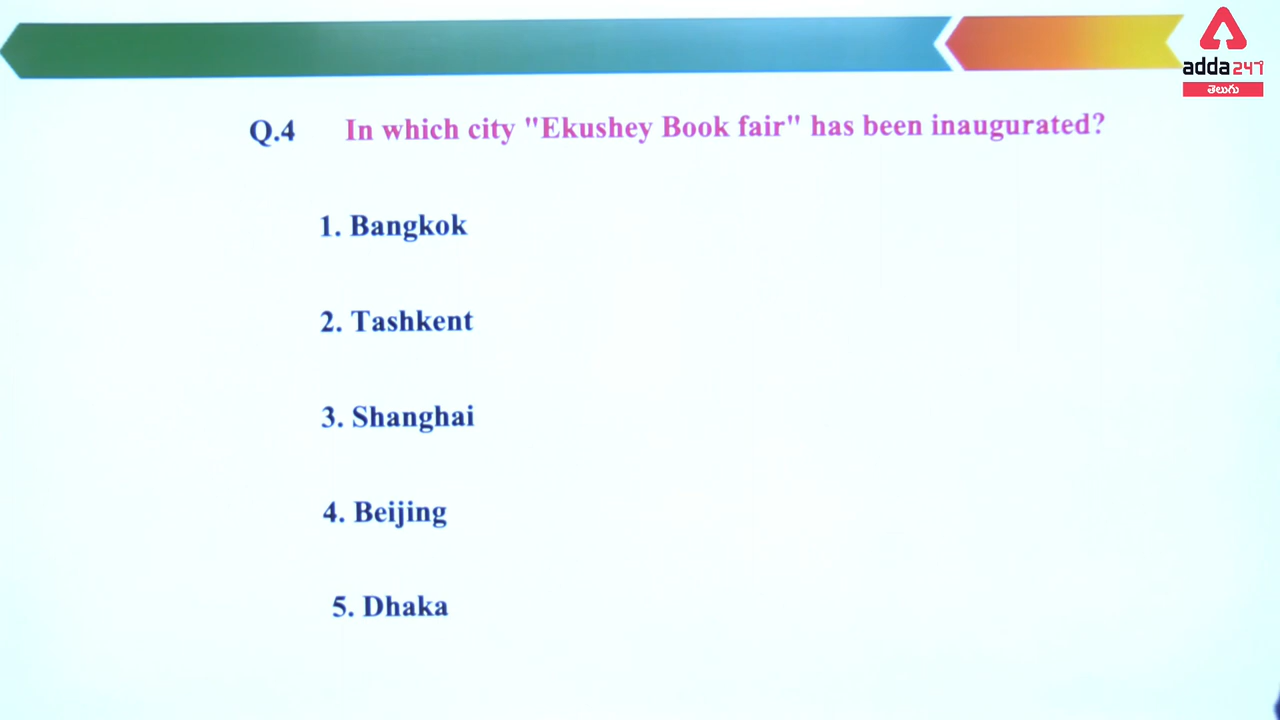 adda247
తెలుగు
Q.4 In which city "Ekushey Book fair" has been inaugurated?
1. Bangkok
2. Tashkent
3. Shanghai
4. Beijing
5. Dhaka